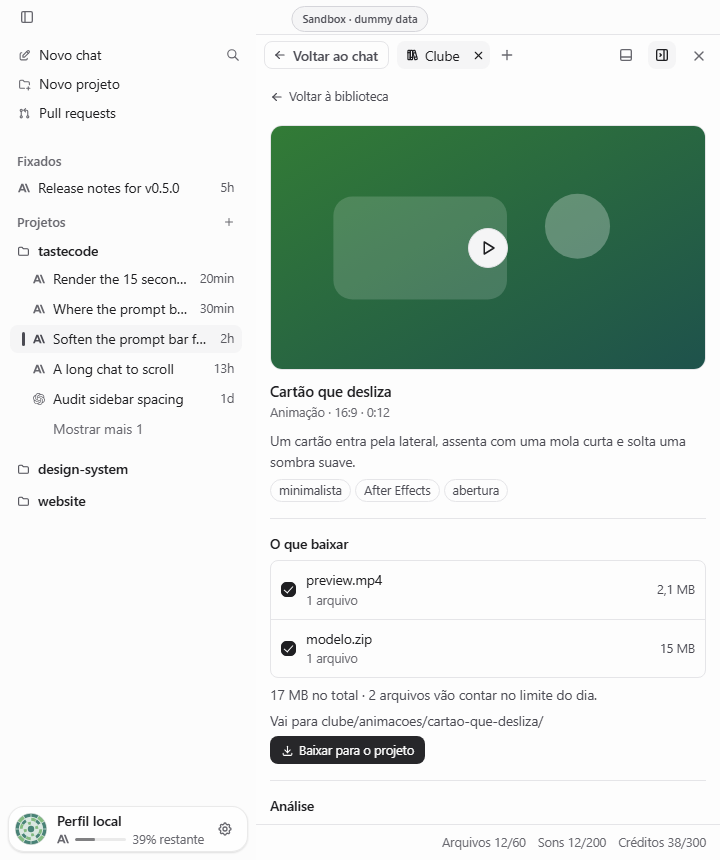 Sandbox · dummy data
Novo chat
Novo projeto
Pull requests
Fixados
Release notes for v0.5.0 5h
Projetos
tastecode
Render the 15 secon... 20min
Where the prompt b... 30min
Soften the prompt bar f... 2h
A long chat to scroll 13h
Audit sidebar spacing 1d
Mostrar mais 1
design-system
website
Perfil local
39% restante
Voltar ao chat
Clube
Voltar à biblioteca
Cartão que desliza
Animação · 16:9 · 0:12
Um cartão entra pela lateral, assenta com uma mola curta e solta uma
sombra suave.
minimalista After Effects abertura
O que baixar
preview.mp4
1 arquivo
2,1 MB
modelo.zip
1 arquivo
15 MB
17 MB no total · 2 arquivos vão contar no limite do dia.
Vai para clube/animacoes/cartao-que-desliza/
Baixar para o projeto
Análise
Arquivos 12/60 Sons 12/200 Créditos 38/300